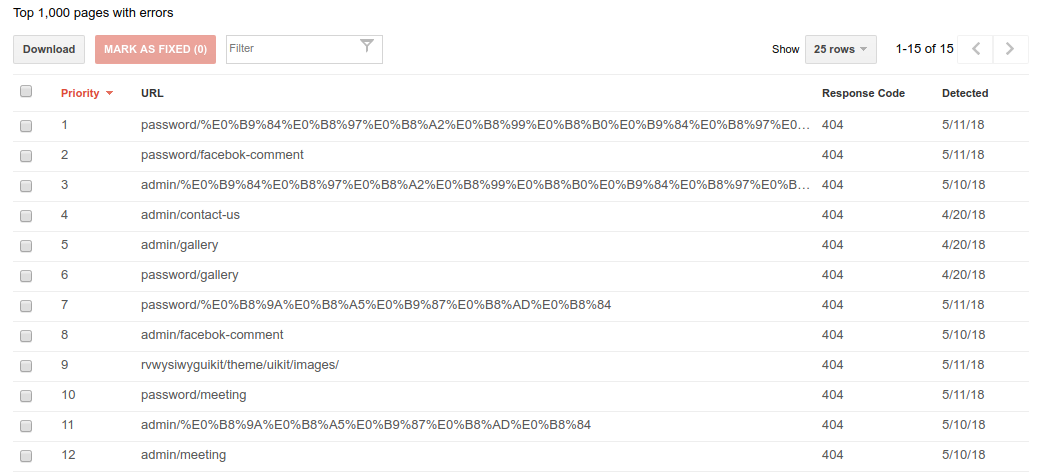 Top 1,000 pages with errors
Download MARK AS FIXED (0) Filter Show 25 rows 1-15 of 15
Priority URL Response Code Detected
1 password/%E0%B9%84%E0%B8%97%E0%B8%A2%E0%B8%99%E0%B8%B0%E0%B9%84%E0%B8%97%E0... 404 5/11/18
2 password/facebok-comment 404 5/11/18
3 admin/%E0%B9%84%E0%B8%97%E0%B8%A2%E0%B8%99%E0%B8%B0%E0%B9%84%E0%B8%97%E0%B... 404 5/10/18
4 admin/contact-us 404 4/20/18
5 admin/gallery 404 4/20/18
6 password/gallery 404 4/20/18
7 password/%E0%B8%9A%E0%B8%A5%E0%B9%87%E0%B8%AD%E0%B8%84 404 5/11/18
8 admin/facebok-comment 404 5/10/18
9 rvwysiwyguikit/theme/uikit/images/ 404 5/11/18
10 password/meeting 404 5/11/18
11 admin/%E0%B8%9A%E0%B8%A5%E0%B9%87%E0%B8%AD%E0%B8%84 404 5/10/18
12 admin/meeting 404 5/10/18